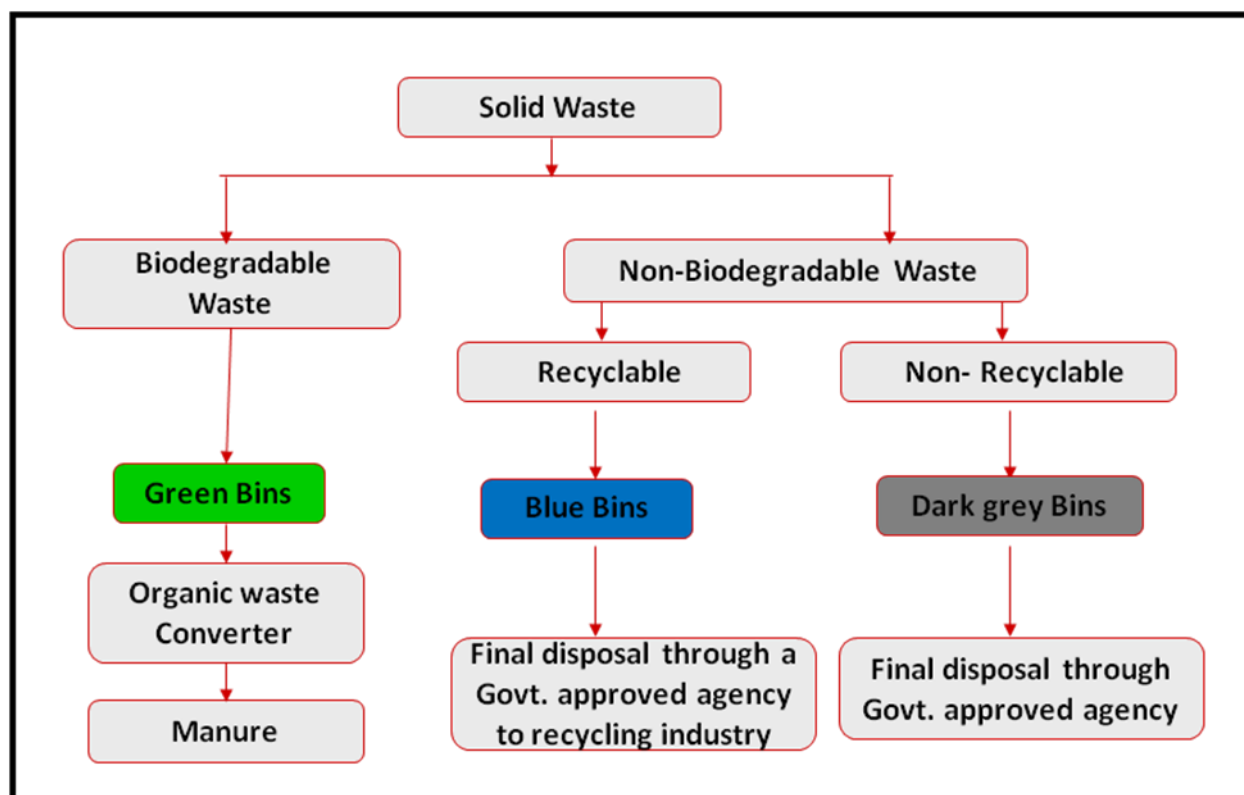 Solid Waste
Biodegradable
Waste
Non-Biodegradable Waste
Recyclable
Non- Recyclable
Green Bins
Blue Bins
Dark grey Bins
Organic waste
Converter
Final disposal through a
Govt. approved agency
to recycling industry
Final disposal through
Govt. approved agency
Manure